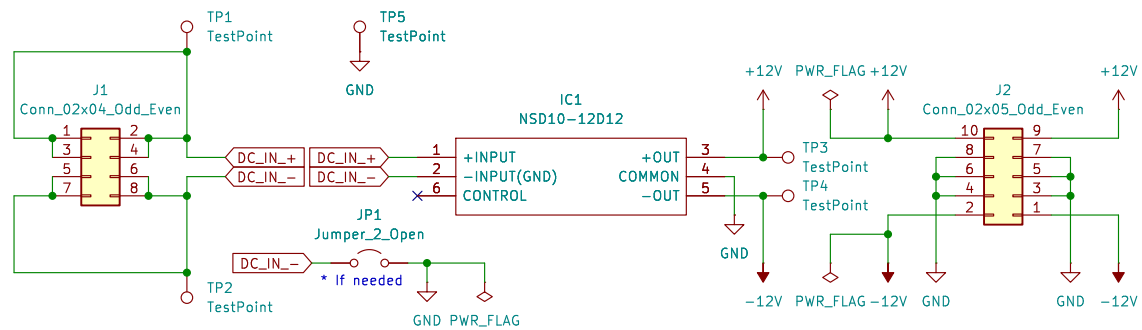 TP1
TestPoint
TP5
TestPoint
GND
J1
Conn_02x04_Odd_Even
1
2
3
4
5
6
7
8
DC_IN_+
DC_IN_-
DC_IN_+
DC_IN_-
IC1
NSD10-12D12
1
+INPUT
2
-INPUT(GND)
6
CONTROL
+OUT
3
COMMON
4
-OUT
5
+12V
TP3
TestPoint
TP4
TestPoint
GND
-12V
JP1
Jumper_2_Open
DC_IN_-
* If needed
GND
PWR_FLAG
TP2
TestPoint
PWR_FLAG
+12V
J2
Conn_02x05_Odd_Even
+12V
10
9
8
7
6
5
4
3
2
1
PWR_FLAG
-12V
GND
GND
-12V